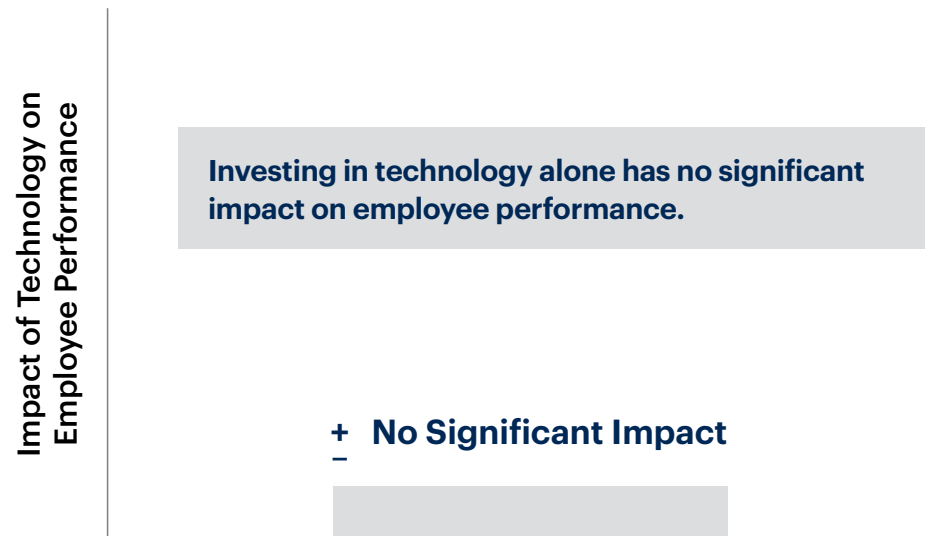 Impact of Technology on
Employee Performance
Investing in technology alone has no significant
impact on employee performance.
+ No Significant Impact
–